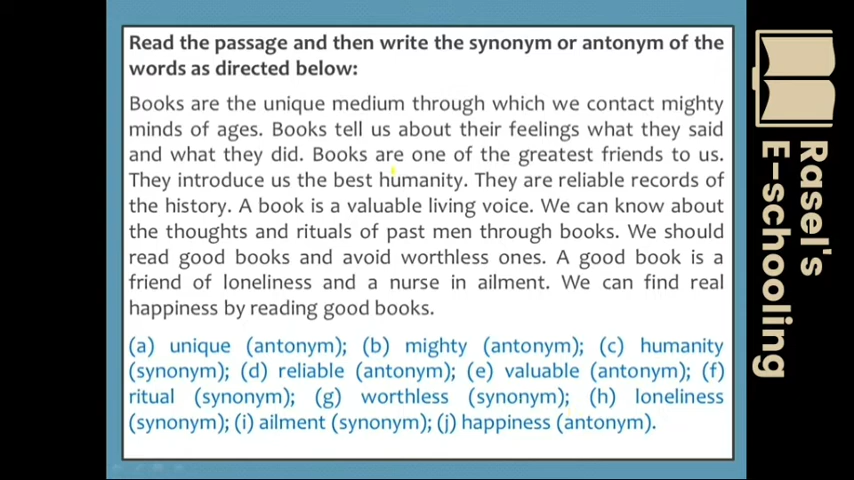 Read the passage and then write the synonym or antonym of the
words as directed below:
Books are the unique medium through which we contact mighty
minds of ages. Books tell us about their feelings what they said
and what they did. Books are one of the greatest friends to us.
They introduce us the best humanity. They are reliable records of
the history. A book is a valuable living voice. We can know about
the thoughts and rituals of past men through books. We should
read good books and avoid worthless ones. A good book is a
friend of loneliness and a nurse in ailment. We can find real
happiness by reading good books.
(a) unique (antonym); (b) mighty (antonym); (c) humanity
(synonym); (d) reliable (antonym); (e) valuable (antonym); (f)
ritual (synonym); (g) worthless (synonym); (h) loneliness
(synonym); (i) ailment (synonym); (j) happiness (antonym).
Rasel's
E-schooling